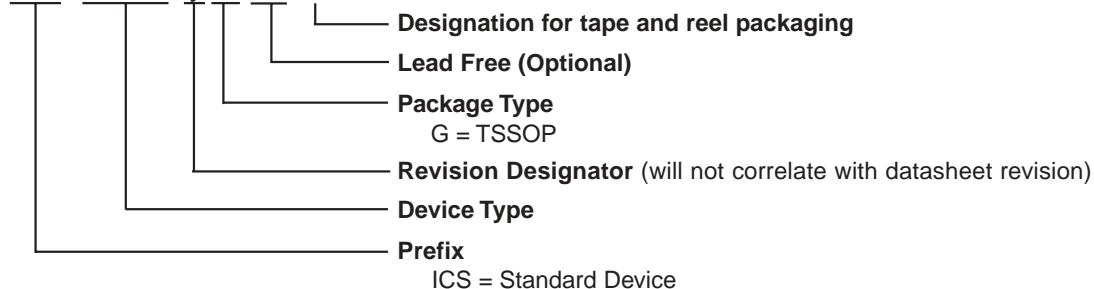 Designation for tape and reel packaging
Lead Free (Optional)
Package Type
G = TSSOP
Revision Designator (will not correlate with datasheet revision)
Device Type
Prefix
ICS = Standard Device